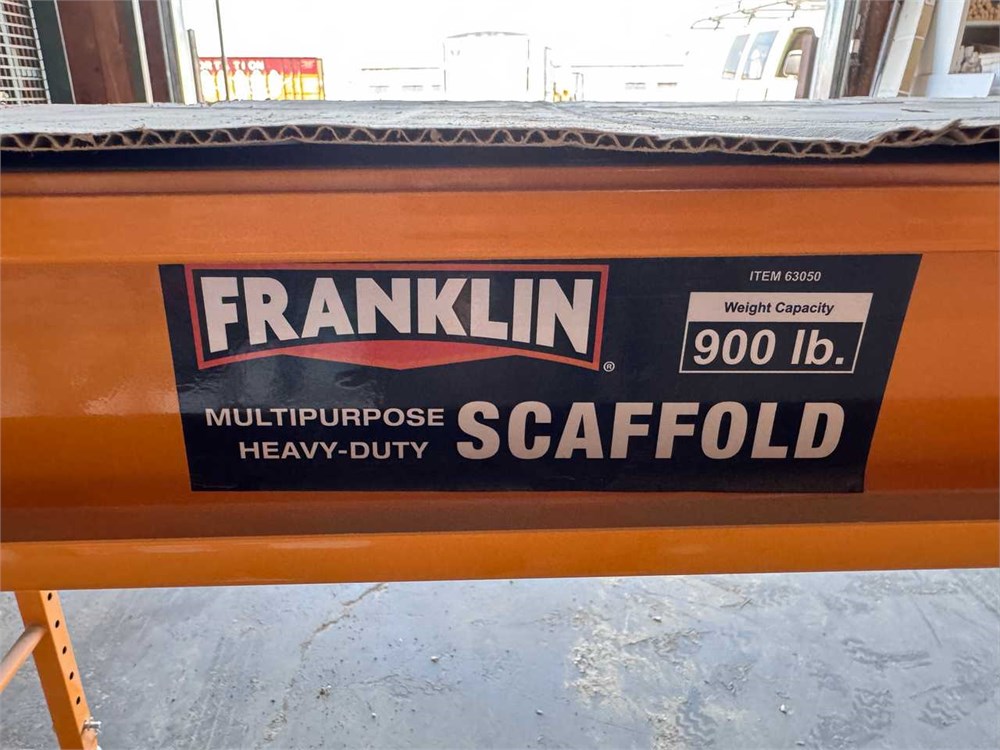 FRANKLIN
®
ITEM 63050
Weight Capacity
900 lb.
MULTIPURPOSE
HEAVY-DUTY
SCAFFOLD